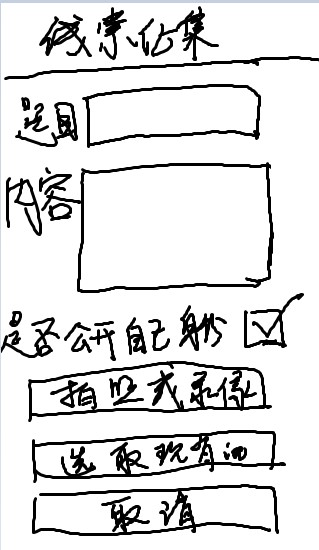 线索征集
题目
内容
是否公开自己身份
拍照或录像
选取现有的
取消